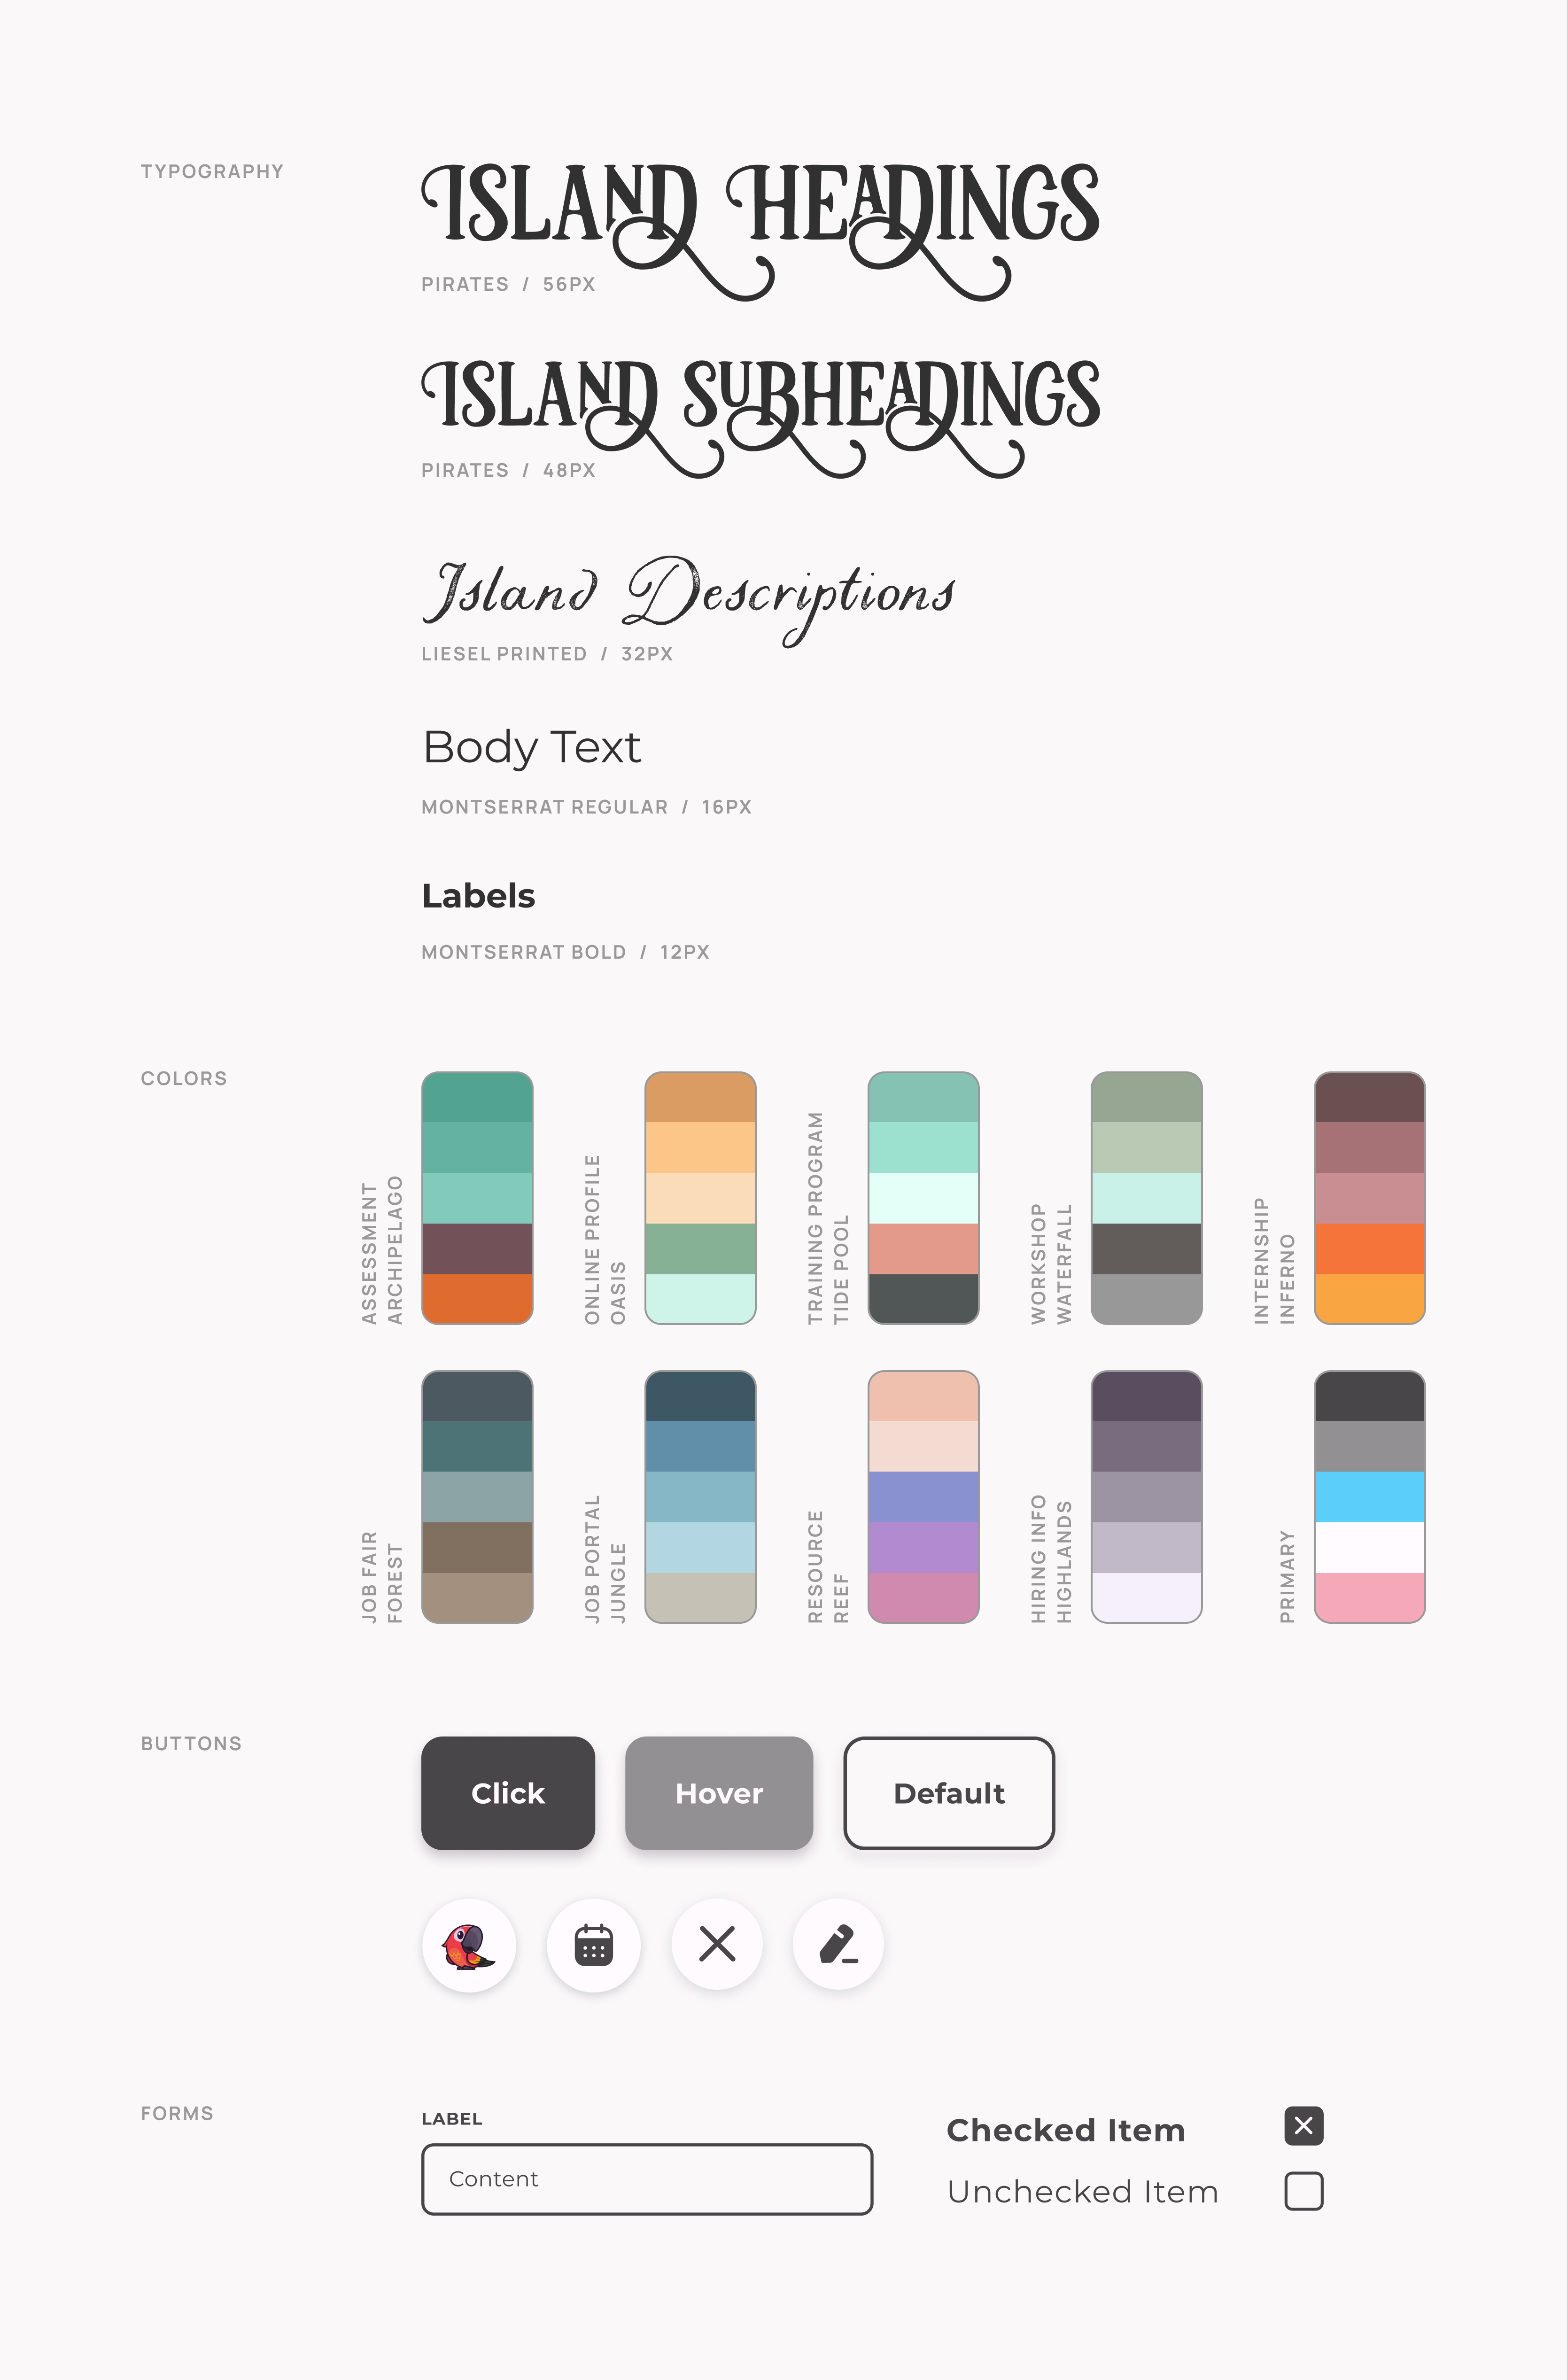 TYPOGRAPHY
ISLAND HEADINGS
PIRATES / 56PX
ISLAND SUBHEADINGS
PIRATES / 48PX
Island Descriptions
LIESEL PRINTED / 32PX
Body Text
MONTSERRAT REGULAR / 16PX
Labels
MONTSERRAT BOLD / 12PX
COLORS
ASSESSMENT
ARCHIPELAGO
ONLINE PROFILE
OASIS
TRAINING PROGRAM
TIDE POOL
WORKSHOP
WATERFALL
INTERNSHIP
INFERNO
JOB FAIR
FOREST
JOB PORTAL
JUNGLE
RESOURCE
REEF
HIRING INFO
HIGHLANDS
PRIMARY
BUTTONS
Click
Hover
Default
FORMS
LABEL
Content
Checked Item
Unchecked Item